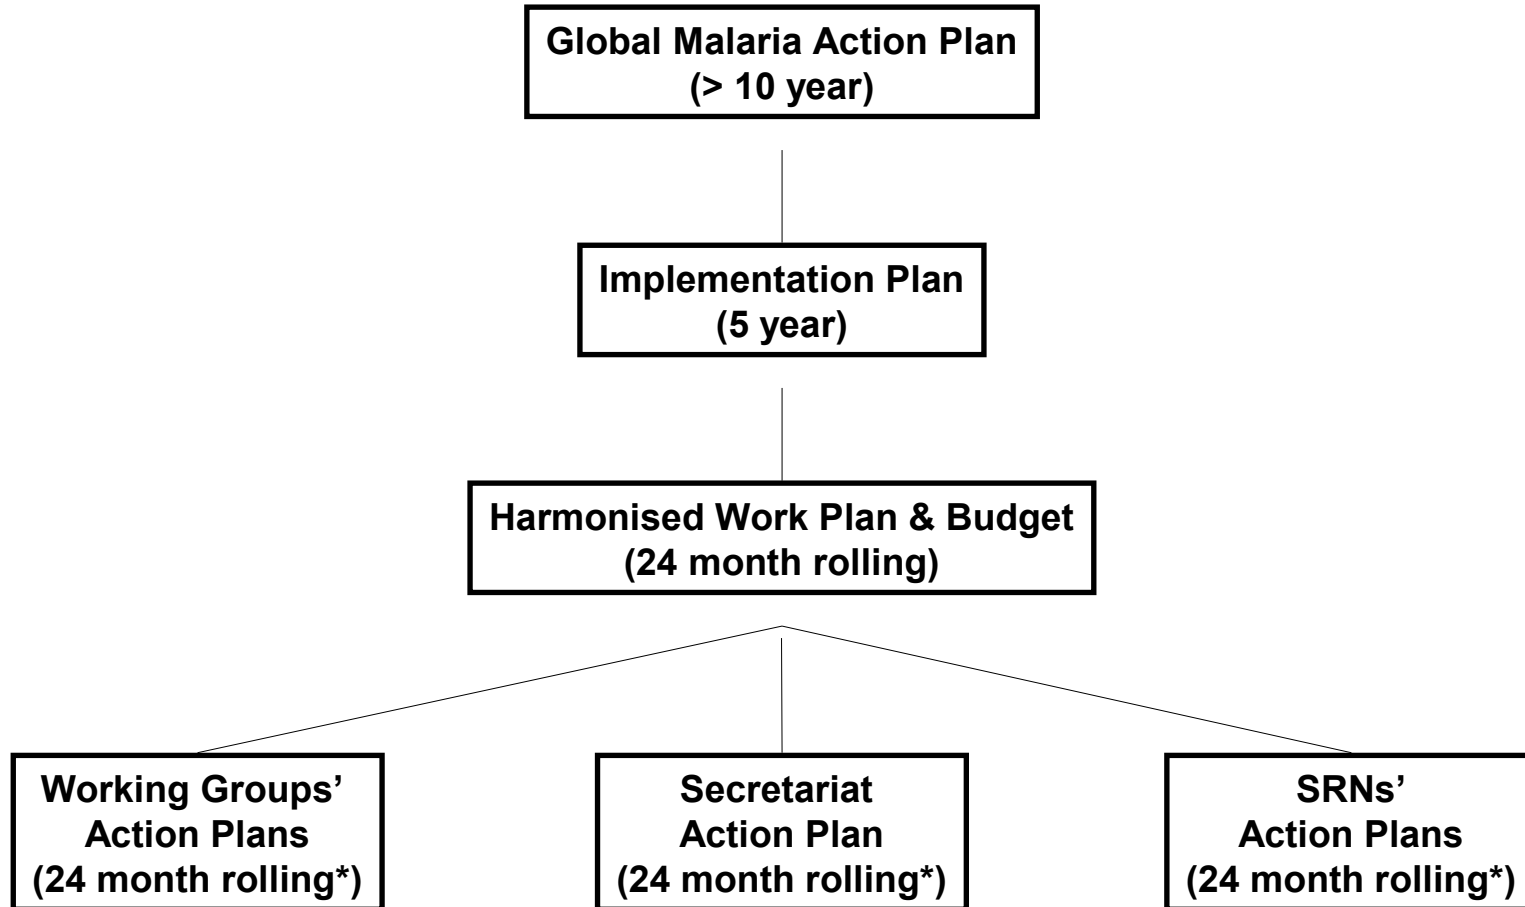 Global Malaria Action Plan
(> 10 year)
Implementation Plan
(5 year)
Harmonised Work Plan & Budget
(24 month rolling)
Working Groups’
Action Plans
(24 month rolling*)
Secretariat
Action Plan
(24 month rolling*)
SRNs’
Action Plans
(24 month rolling*)